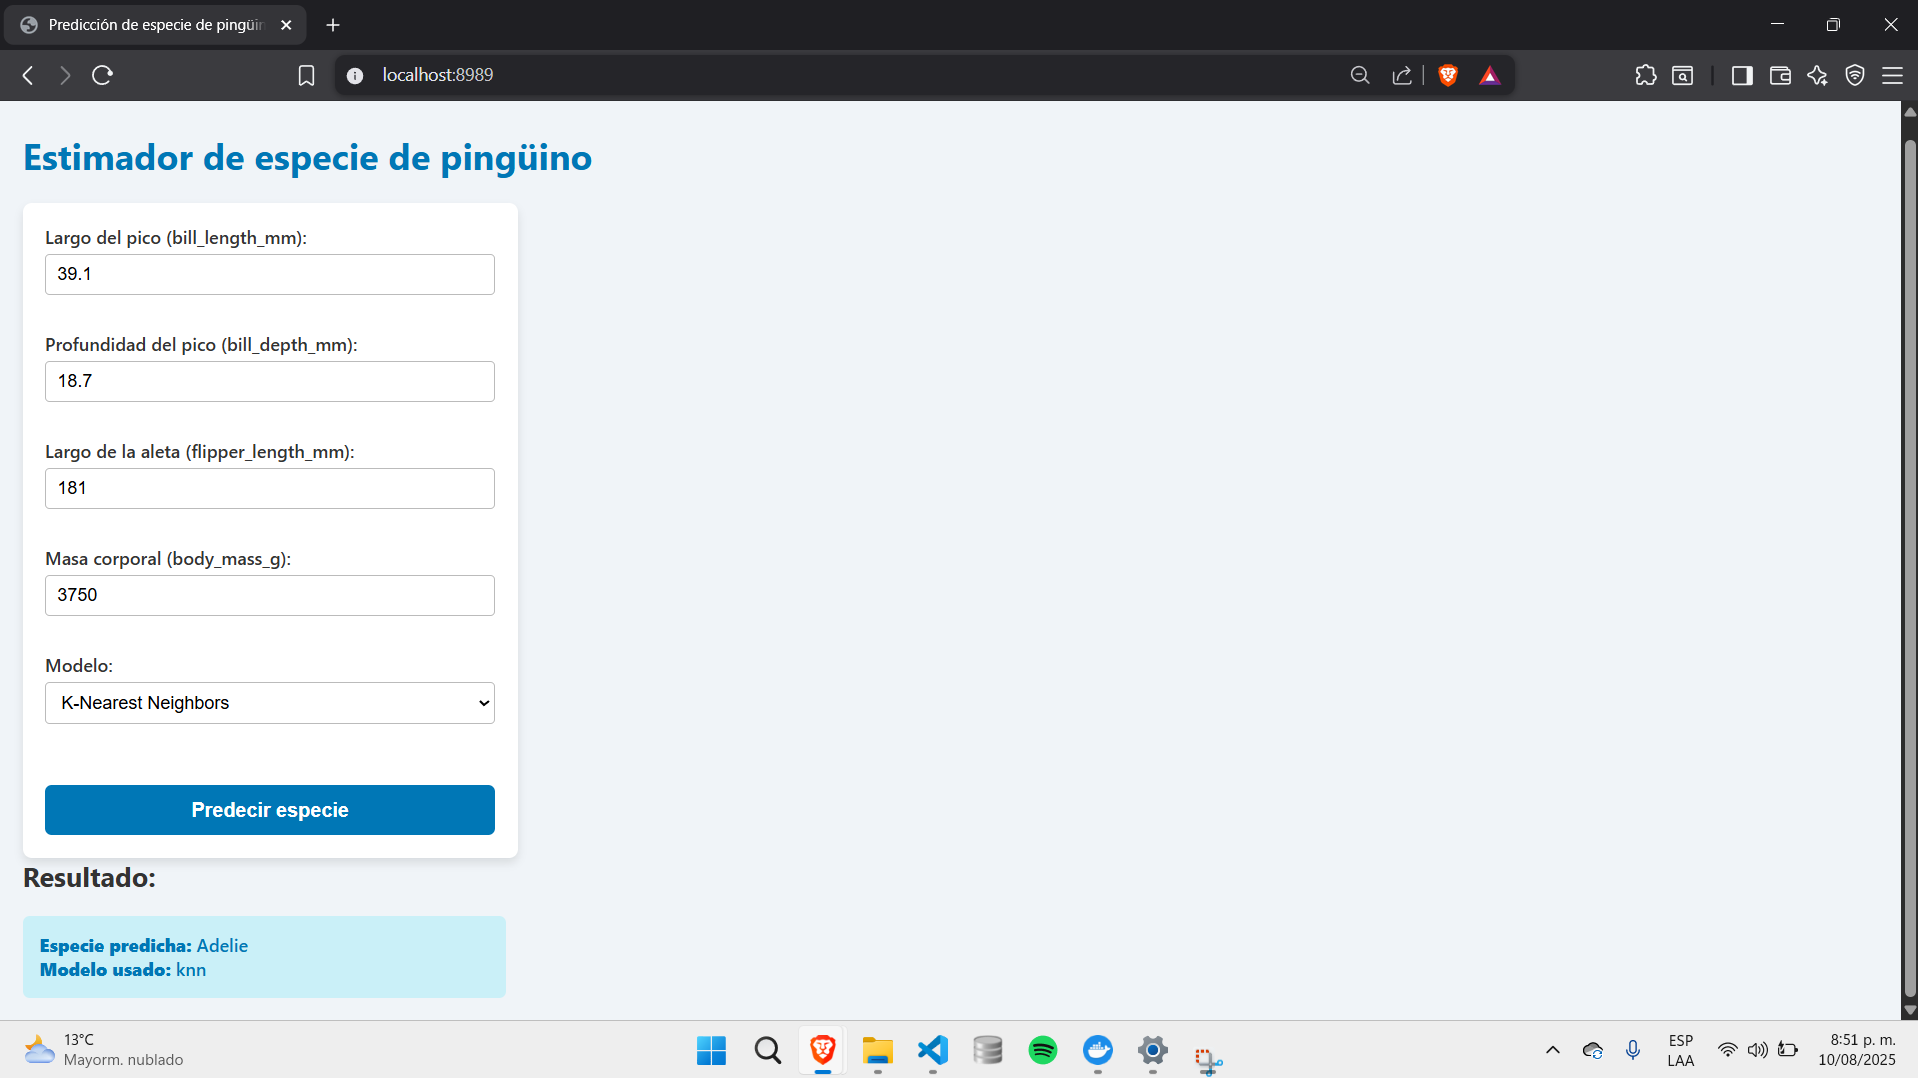 Predicción de especie de pingüin
localhost:8989
Estimador de especie de pingüino
Largo del pico (bill_length_mm):
39.1
Profundidad del pico (bill_depth_mm):
18.7
Largo de la aleta (flipper_length_mm):
181
Masa corporal (body_mass_g):
3750
Modelo:
K-Nearest Neighbors
Predecir especie
Resultado:
Especie predicha: Adelie
Modelo usado: knn
13°C
Mayorm. nublado
ESP
LAA
8:51 p. m.
10/08/2025